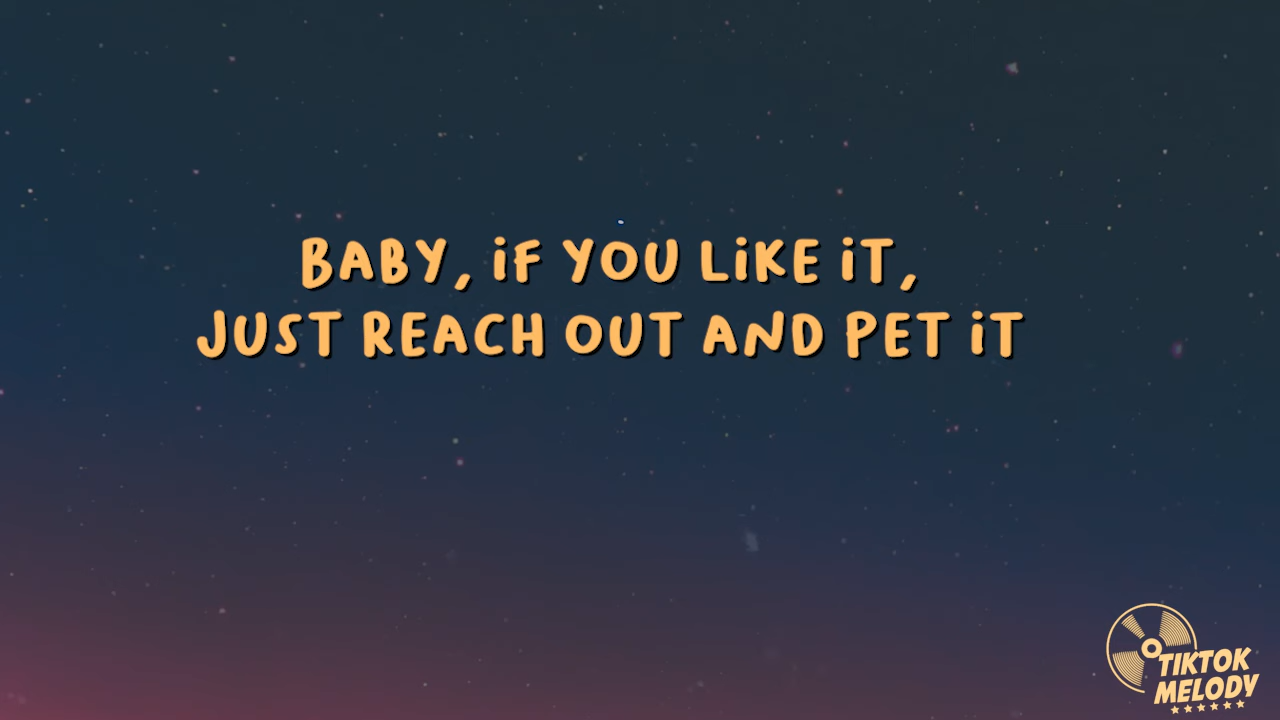 BABY, iF YOU LiKE iT,
JUST REACH OUT AND PET iT
TIKTOK
MELODY